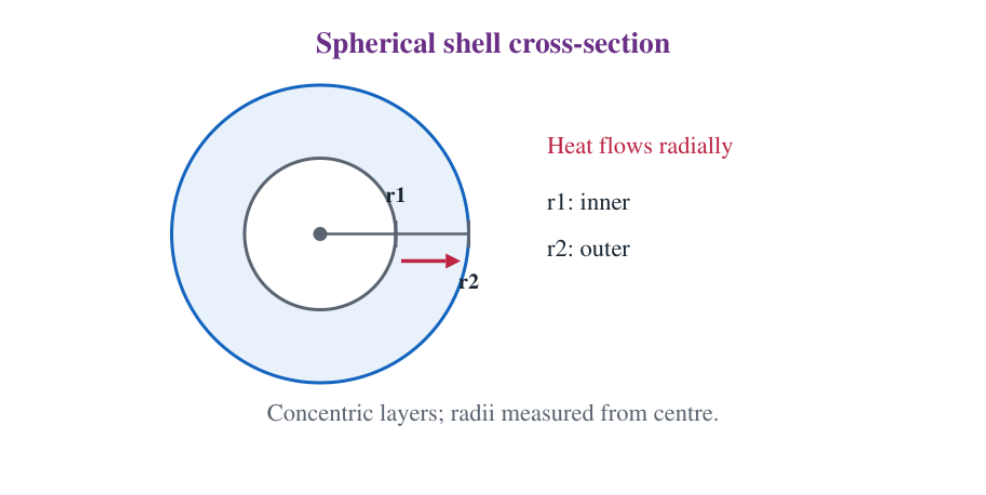 Spherical shell cross-section
Heat flows radially
r1
r1: inner
r2: outer
r2
Concentric layers; radii measured from centre.